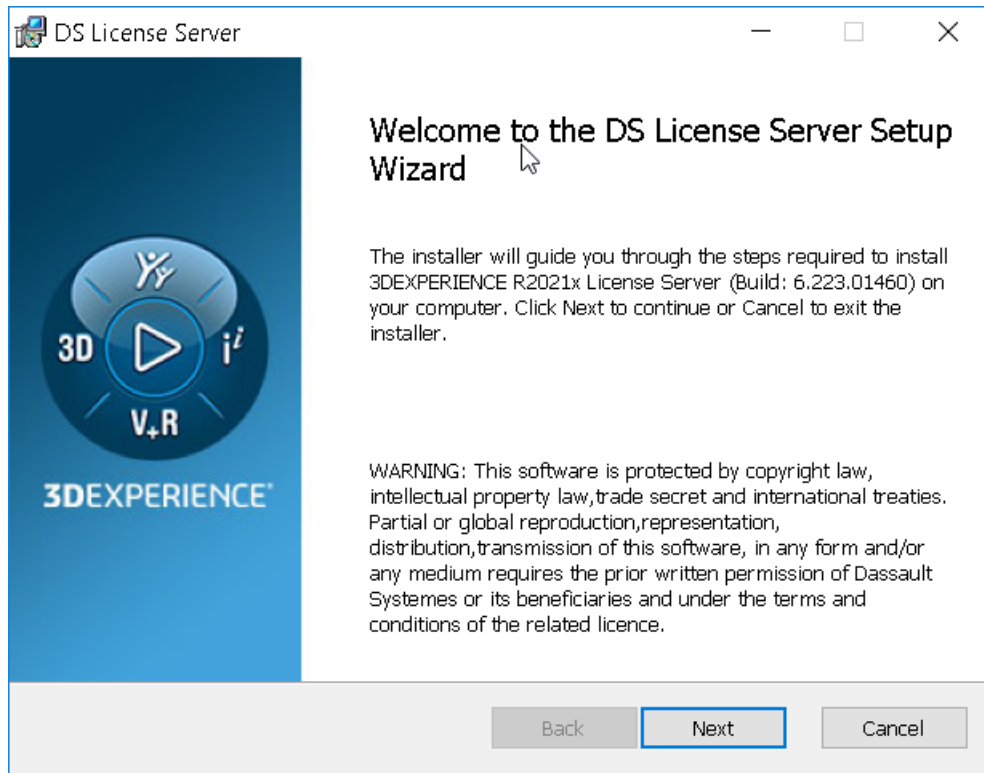 DS License Server
Welcome to the DS License Server Setup
Wizard
The installer will guide you through the steps required to install
3DEXPERIENCE R2021x License Server (Build: 6.223.01460) on
your computer. Click Next to continue or Cancel to exit the
installer.
3D
i i
V+R
3DEXPERIENCE
WARNING: This software is protected by copyright law,
intellectual property law,trade secret and international treaties.
Partial or global reproduction,representation,
distribution,transmission of this software, in any form and/or
any medium requires the prior written permission of Dassault
Systemes or its beneficiaries and under the terms and
conditions of the related licence.
Back
Next
Cancel